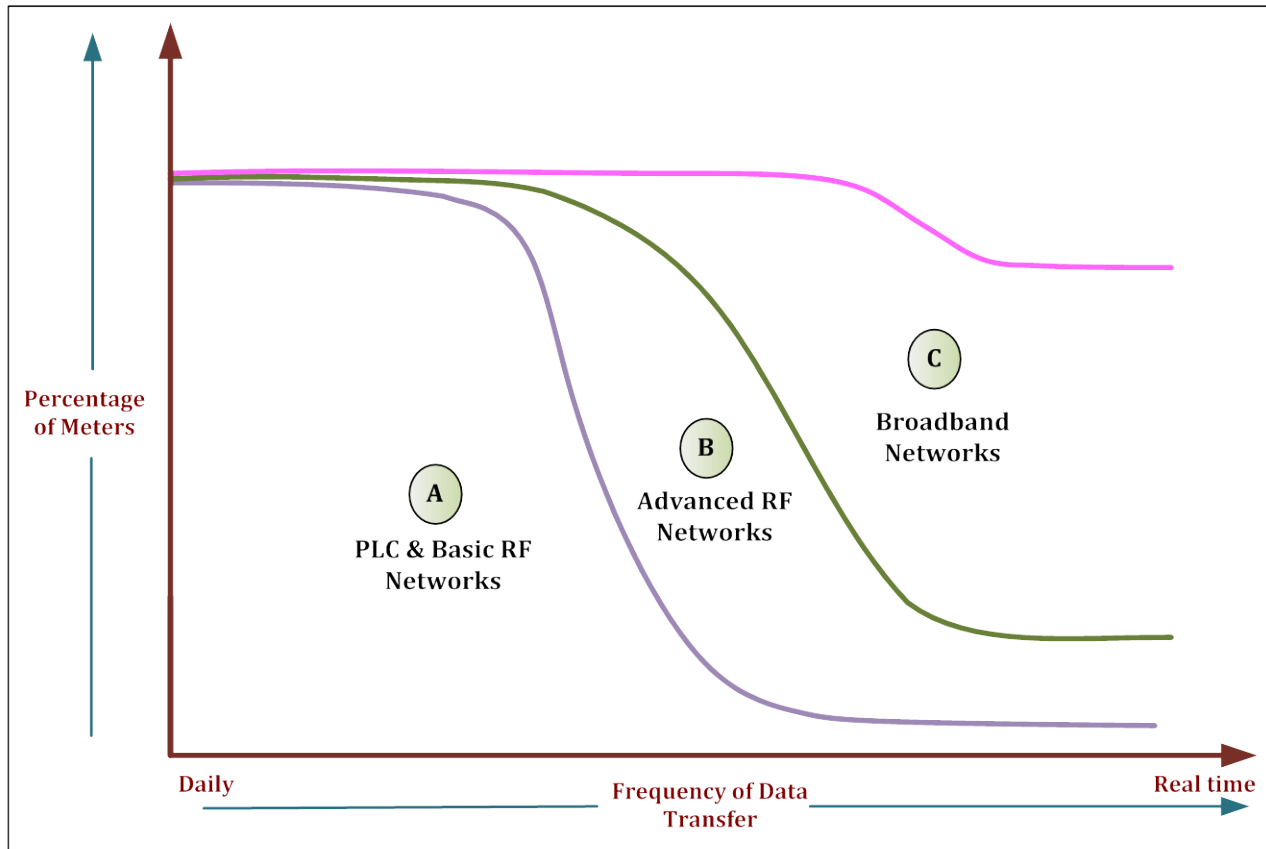 Percentage
of Meters
A
PLC & Basic RF
Networks
B
Advanced RF
Networks
C
Broadband
Networks
Daily
Frequency of Data
Transfer
Real time